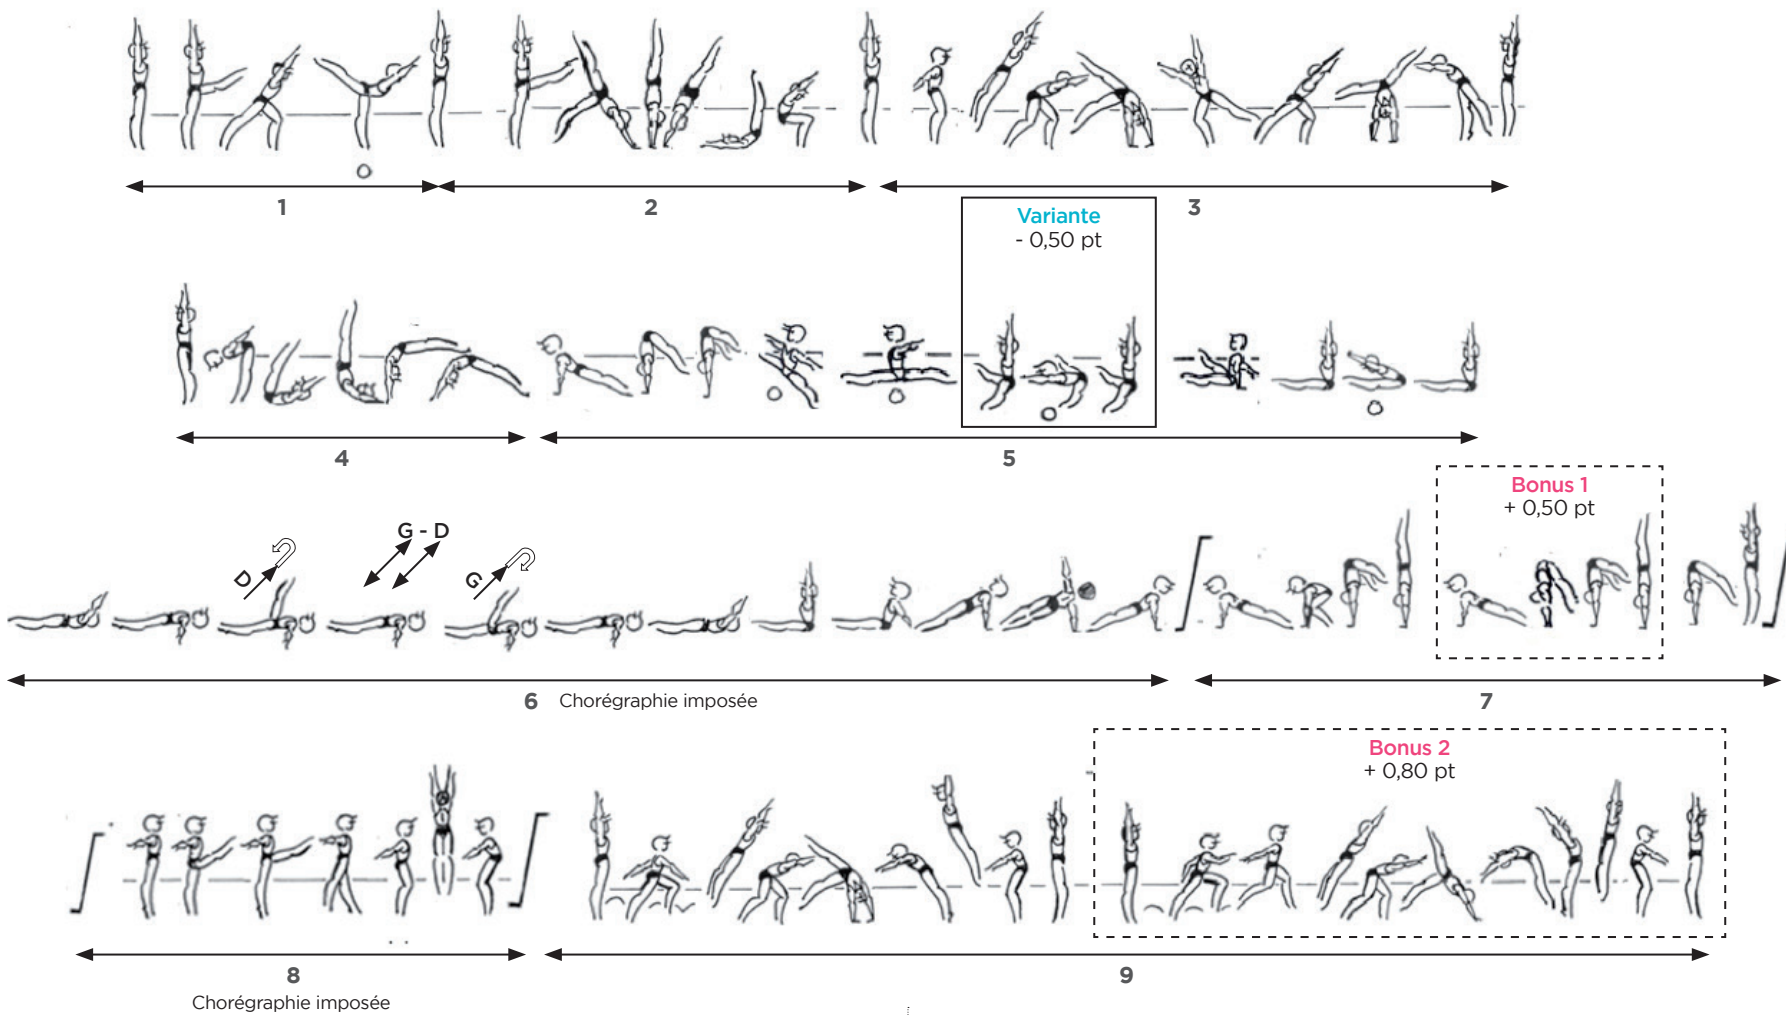 1
2
3
Variante
- 0,50 pt
4
5
Bonus 1
+ 0,50 pt
D
G - D
G
6 Chorégraphie imposée
7
Bonus 2
+ 0,80 pt
8
Chorégraphie imposée
9